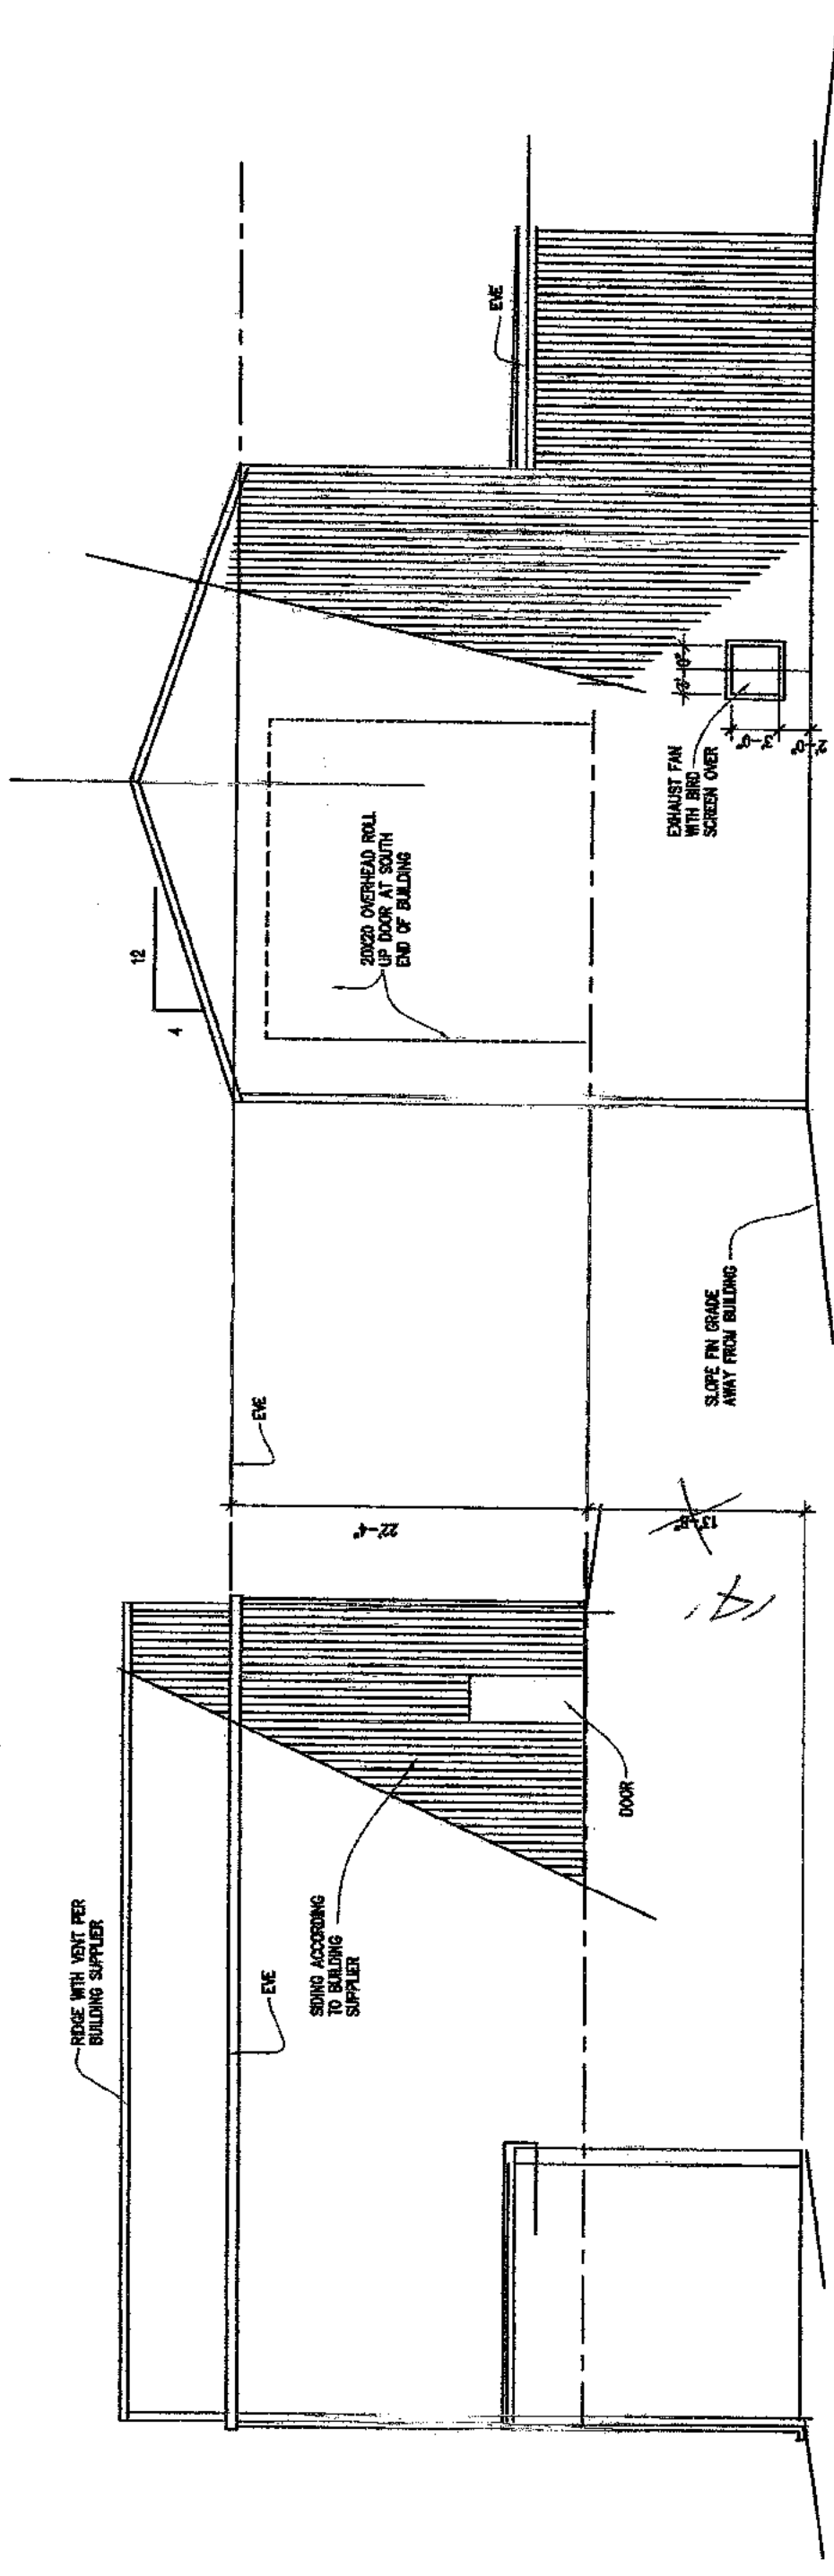 RIDGE WITH VENT PER
BUILDING SUPPLIER
EVE
SIDING ACCORDING
TO BUILDING
SUPPLIER
DOOR
EVE
22'-4"
SLOPE FIN GRADE
AWAY FROM BUILDING
4
12
20X20 OVERHEAD ROLL
UP DOOR AT SOUTH
END OF BUILDING
EXHAUST FAN
WITH BIRD
SCREEN OVER
3'-0"
3'-0"
2'-0"
EVE